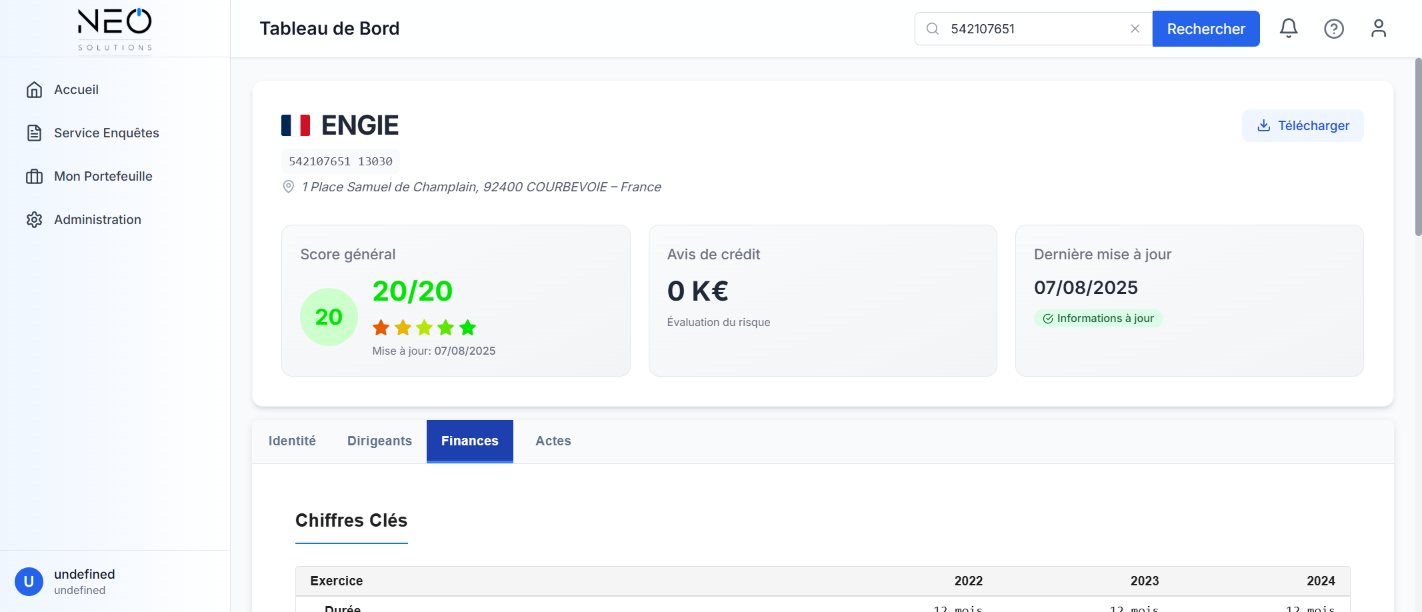 NEO
SOLUTIONS
Tableau de Bord
542107651
Rechercher
Accueil
Service Enquêtes
Mon Portefeuille
Administration
ENGIE
Télécharger
542107651 13030
1 Place Samuel de Champlain, 92400 COURBEVOIE – France
Score général
20
20/20
Mise à jour: 07/08/2025
Avis de crédit
0 K€
Évaluation du risque
Dernière mise à jour
07/08/2025
Informations à jour
Identité Dirigeants Finances Actes
Chiffres Clés
Exercice 2022 2023 2024
Durée 12 mois 12 mois 12 mois
U
undefined
undefined